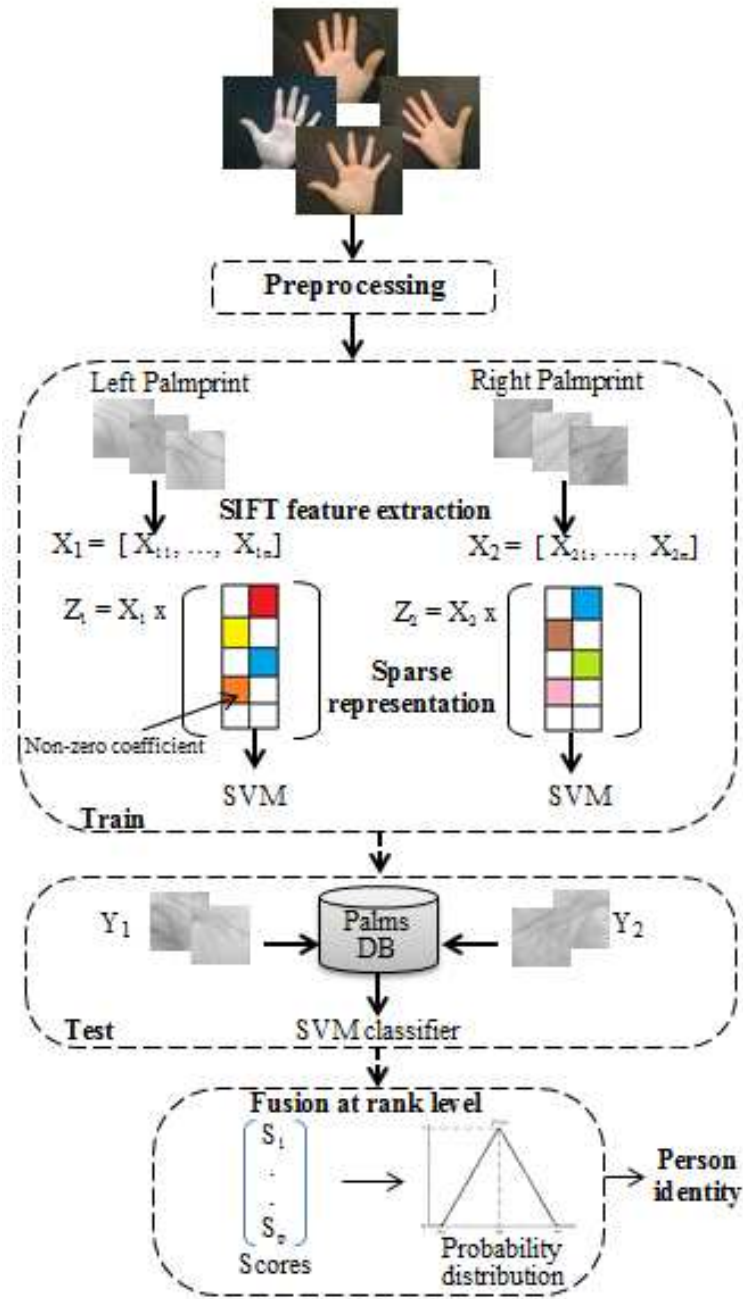 Preprocessing
Left Palmprint
Right Palmprint
SIFT feature extraction
X₁ = [ X₁₁, ..., X₁ₙ]
X₂ = [ X₂₁, ..., X₂ₙ]
Z₁ = X₁ x
Z₂ = X₂ x
Sparse
representation
Non-zero coefficient
SVM
SVM
Train
Y₁
Palms
DB
Y₂
Test
SVM classifier
Fusion at rank level
S₁
.
.
Sₙ
Scores
Probability
distribution
Person
identity